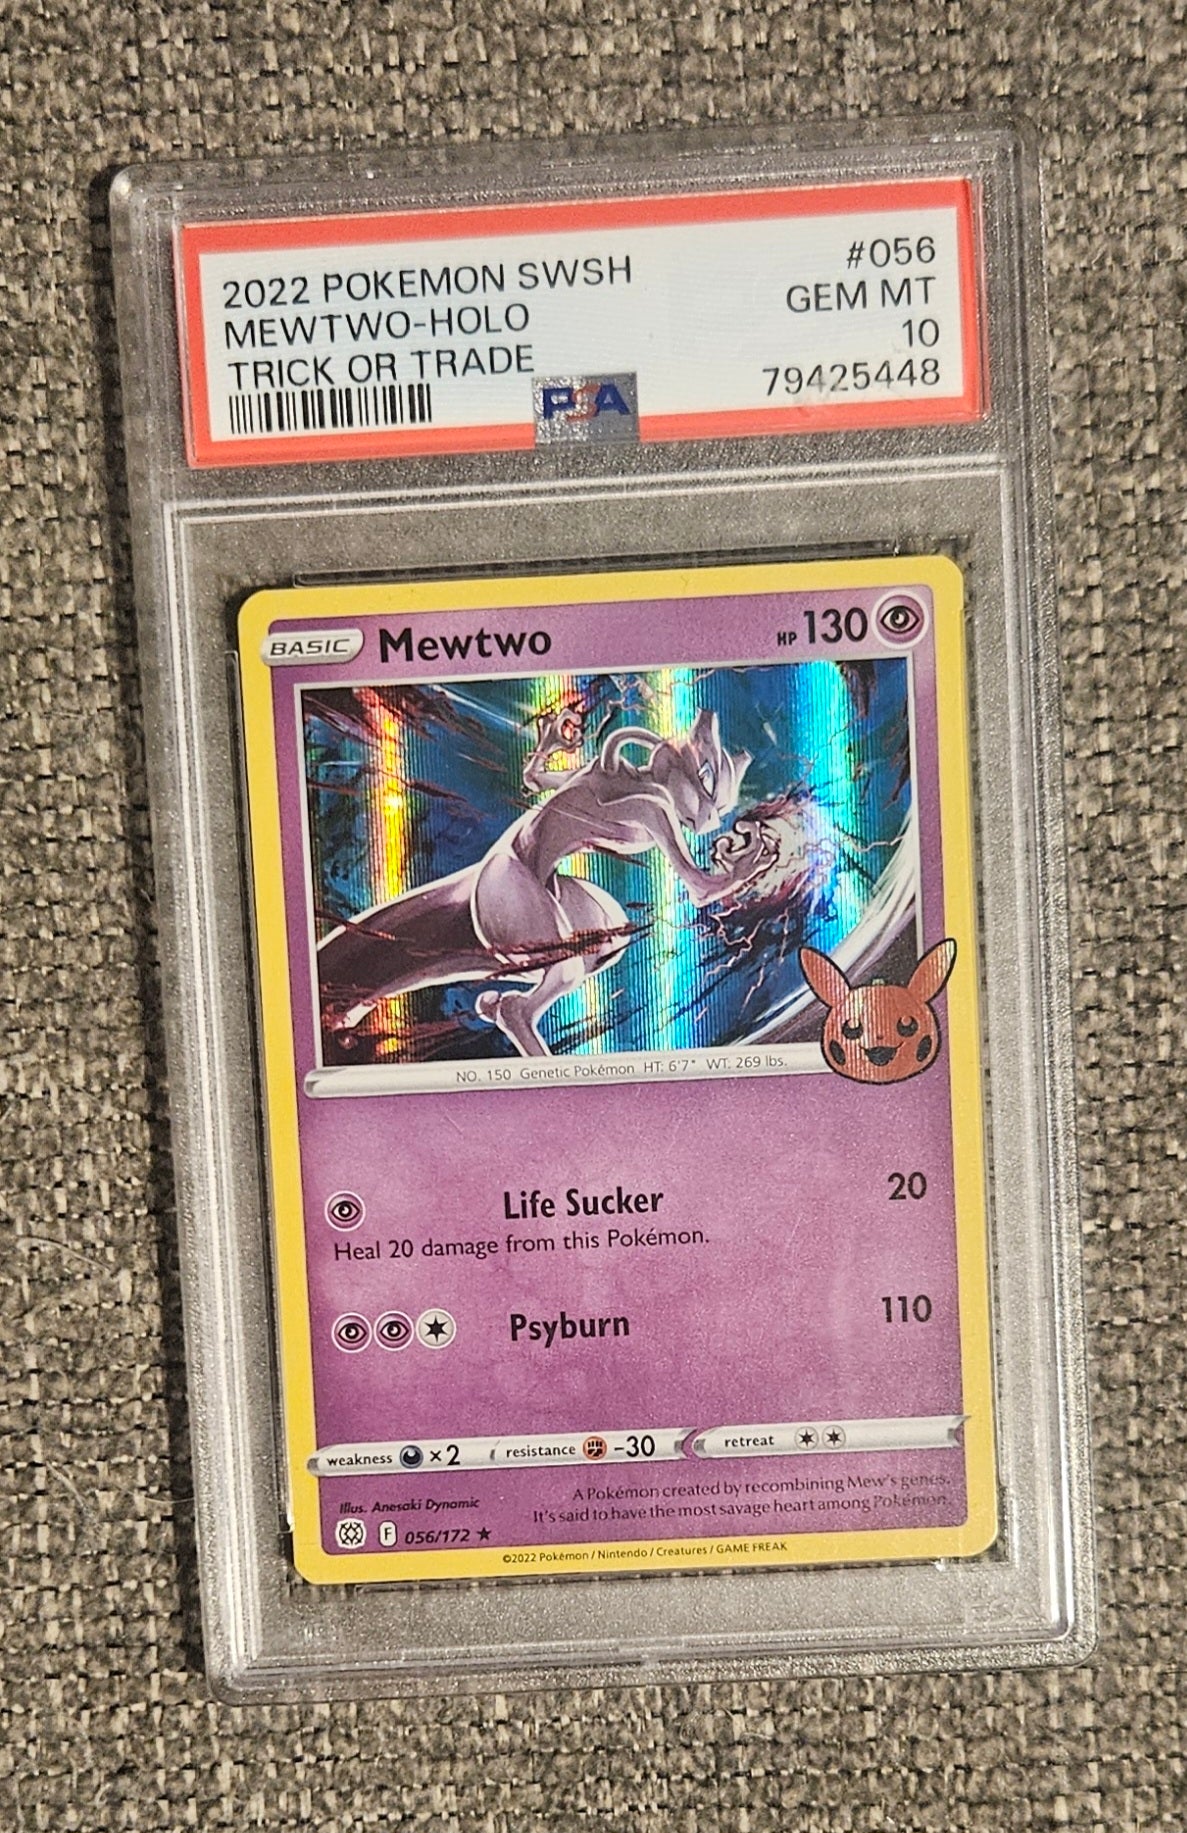 2022 POKEMON SWSH #056
MEWTWO-HOLO GEM MT
TRICK OR TRADE 10
PSA 79425448
BASIC Mewtwo HP 130
NO. 150 Genetic Pokémon HT: 6'7" WT: 269 lbs.
Life Sucker 20
Heal 20 damage from this Pokémon.
Psyburn 110
weakness ×2 resistance -30 retreat
A Pokémon created by recombining Mew's genes.
It's said to have the most savage heart among Pokémon.
Illus. Anesaki Dynamic
F 056/172
©2022 Pokémon / Nintendo / Creatures / GAME FREAK